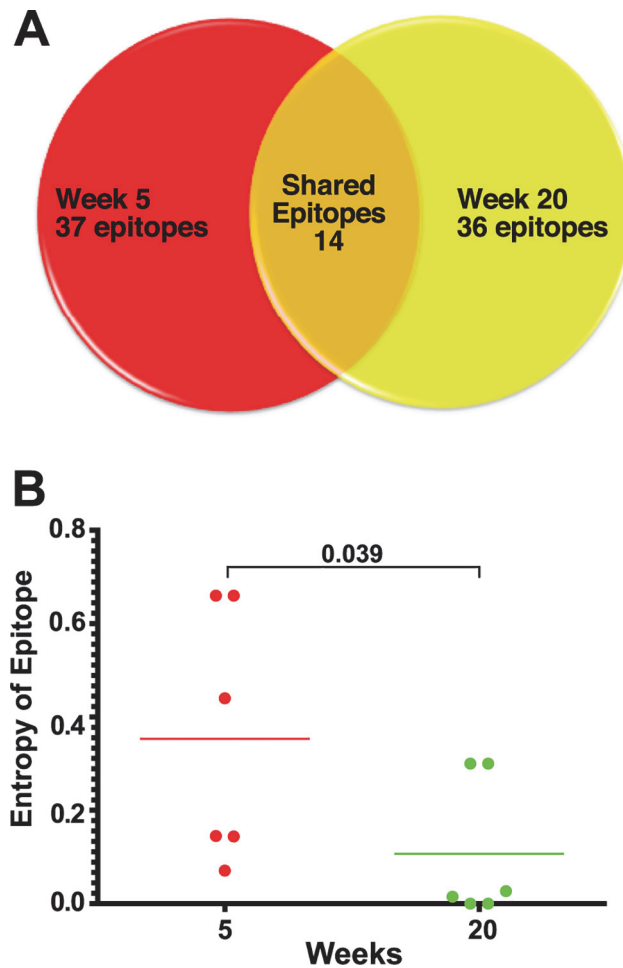 A
Week 5
37 epitopes
Shared
Epitopes
14
Week 20
36 epitopes
B
Entropy of Epitope
0.8
0.6
0.4
0.2
0.0
0.039
5
20
Weeks